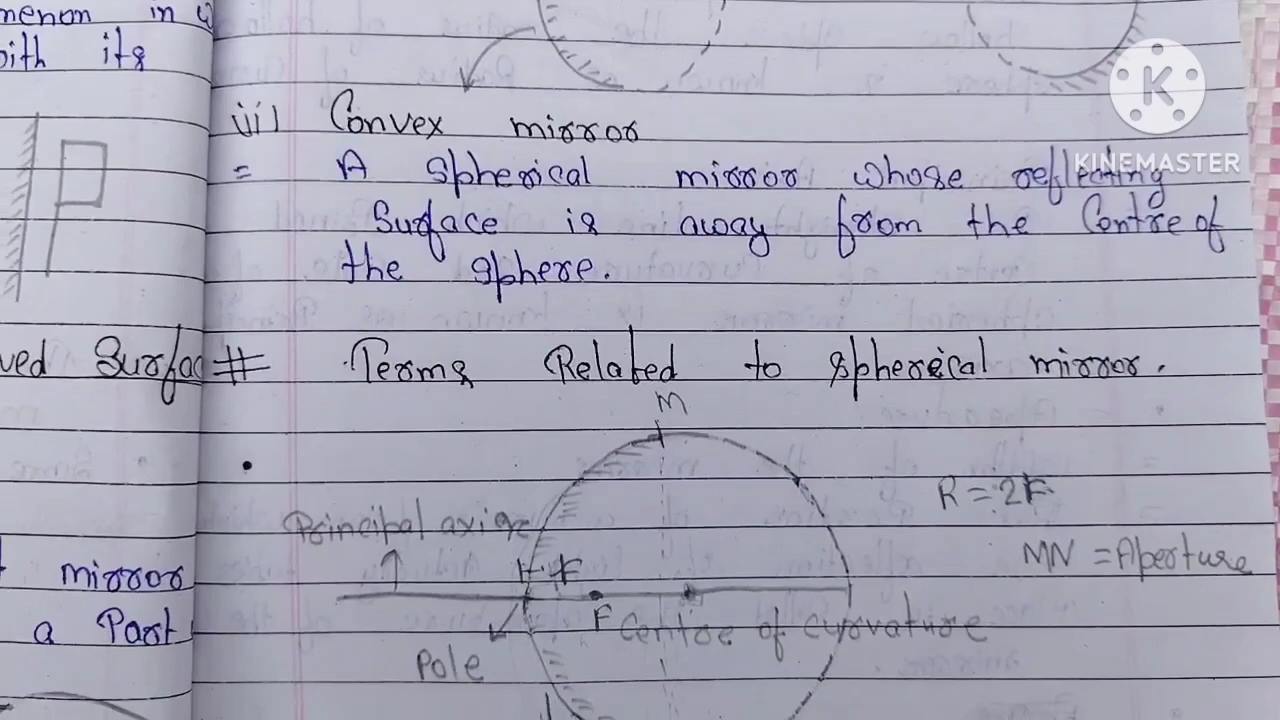 menon in
with its
P
iii) Convex mirror
= A spherical mirror whose reflecting
surface is away from the Centre of
the sphere.
ved Surfac
# Terms Related to spherical mirror.
M
R = 2F
Principal axis
MN = Aperture
F
F Centre of curvature
Pole
mirror
a Part
K
KINEMASTER